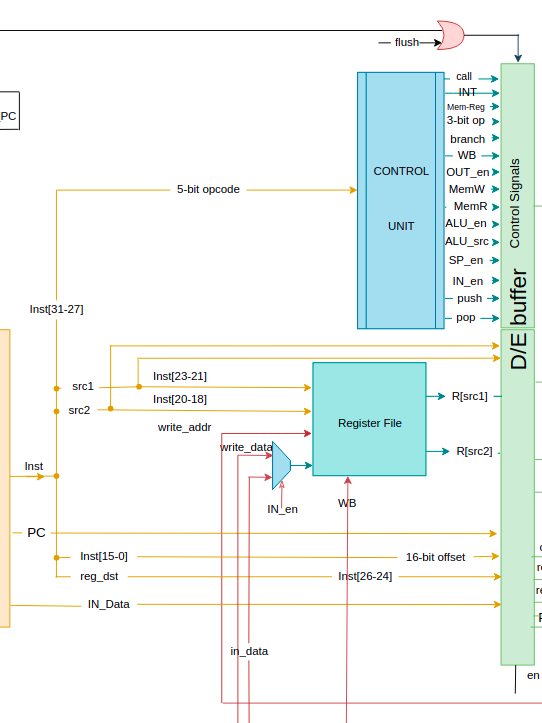 flush
call
INT
Mem-Reg
3-bit op
branch
WB
OUT_en
MemW
MemR
ALU_en
ALU_src
SP_en
IN_en
push
pop
CONTROL
UNIT
Control Signals
D/E buffer
_PC
5-bit opcode
Inst[31-27]
src1
Inst[23-21]
src2
Inst[20-18]
write_addr
write_data
Register File
R[src1]
R[src2]
Inst
IN_en
WB
PC
Inst[15-0]
16-bit offset
reg_dst
Inst[26-24]
IN_Data
in_data
en